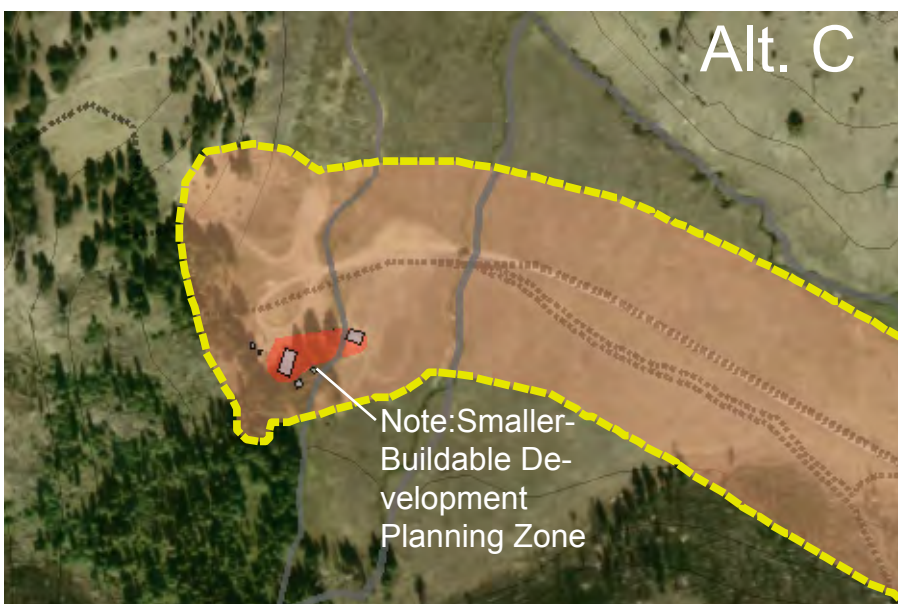 Alt. C
Note:Smaller-
Buildable De-
velopment
Planning Zone